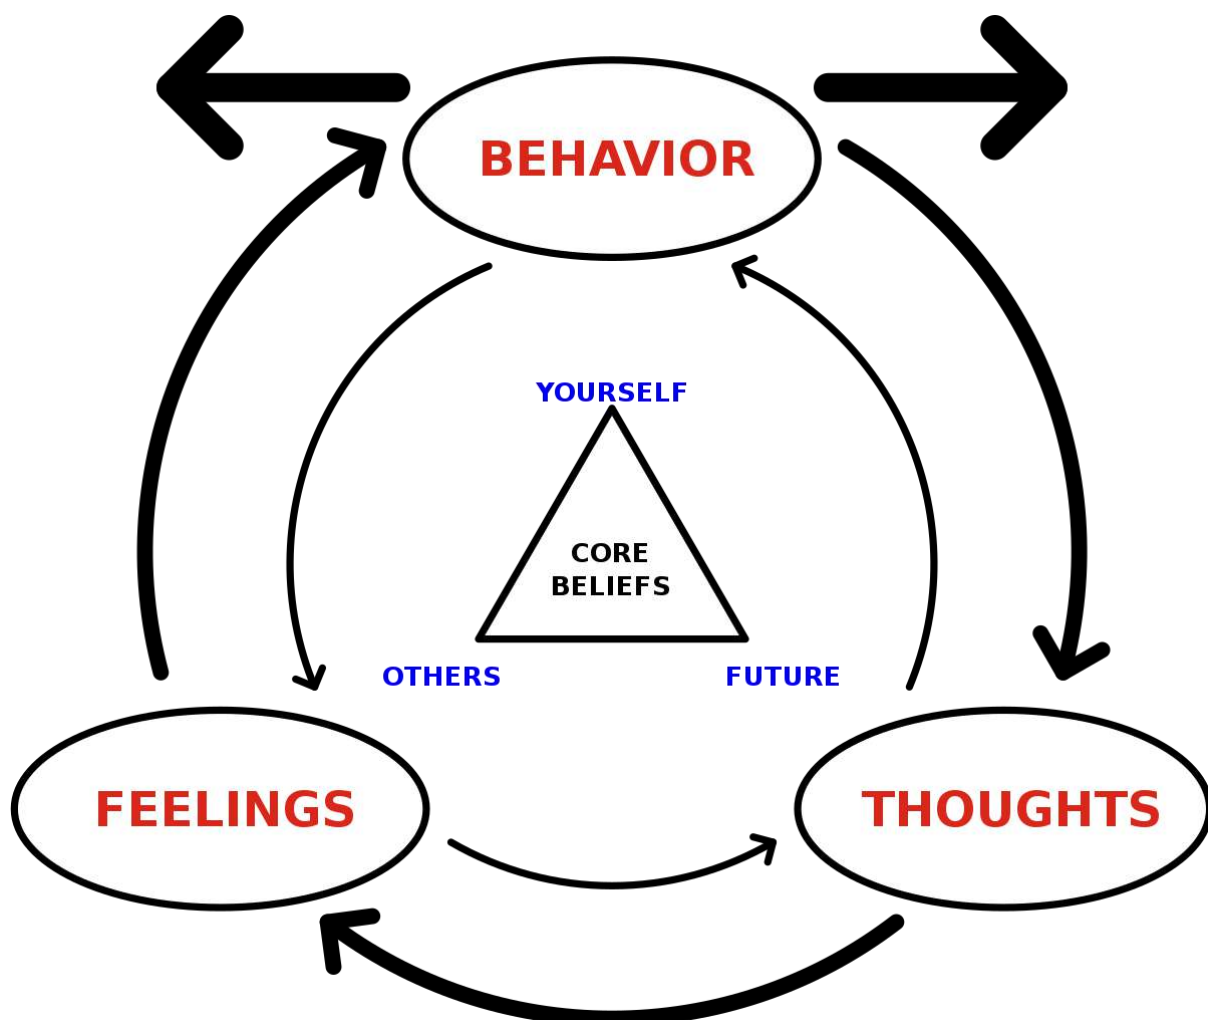 BEHAVIOR
YOURSELF
CORE
BELIEFS
OTHERS
FUTURE
FEELINGS
THOUGHTS